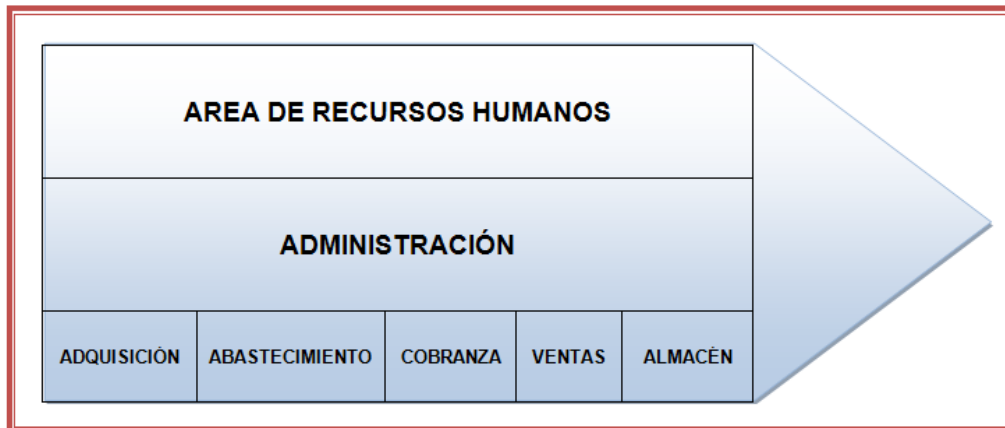 AREA DE RECURSOS HUMANOS
ADMINISTRACIÓN
ADQUISICIÓN ABASTECIMIENTO COBRANZA VENTAS ALMACÉN